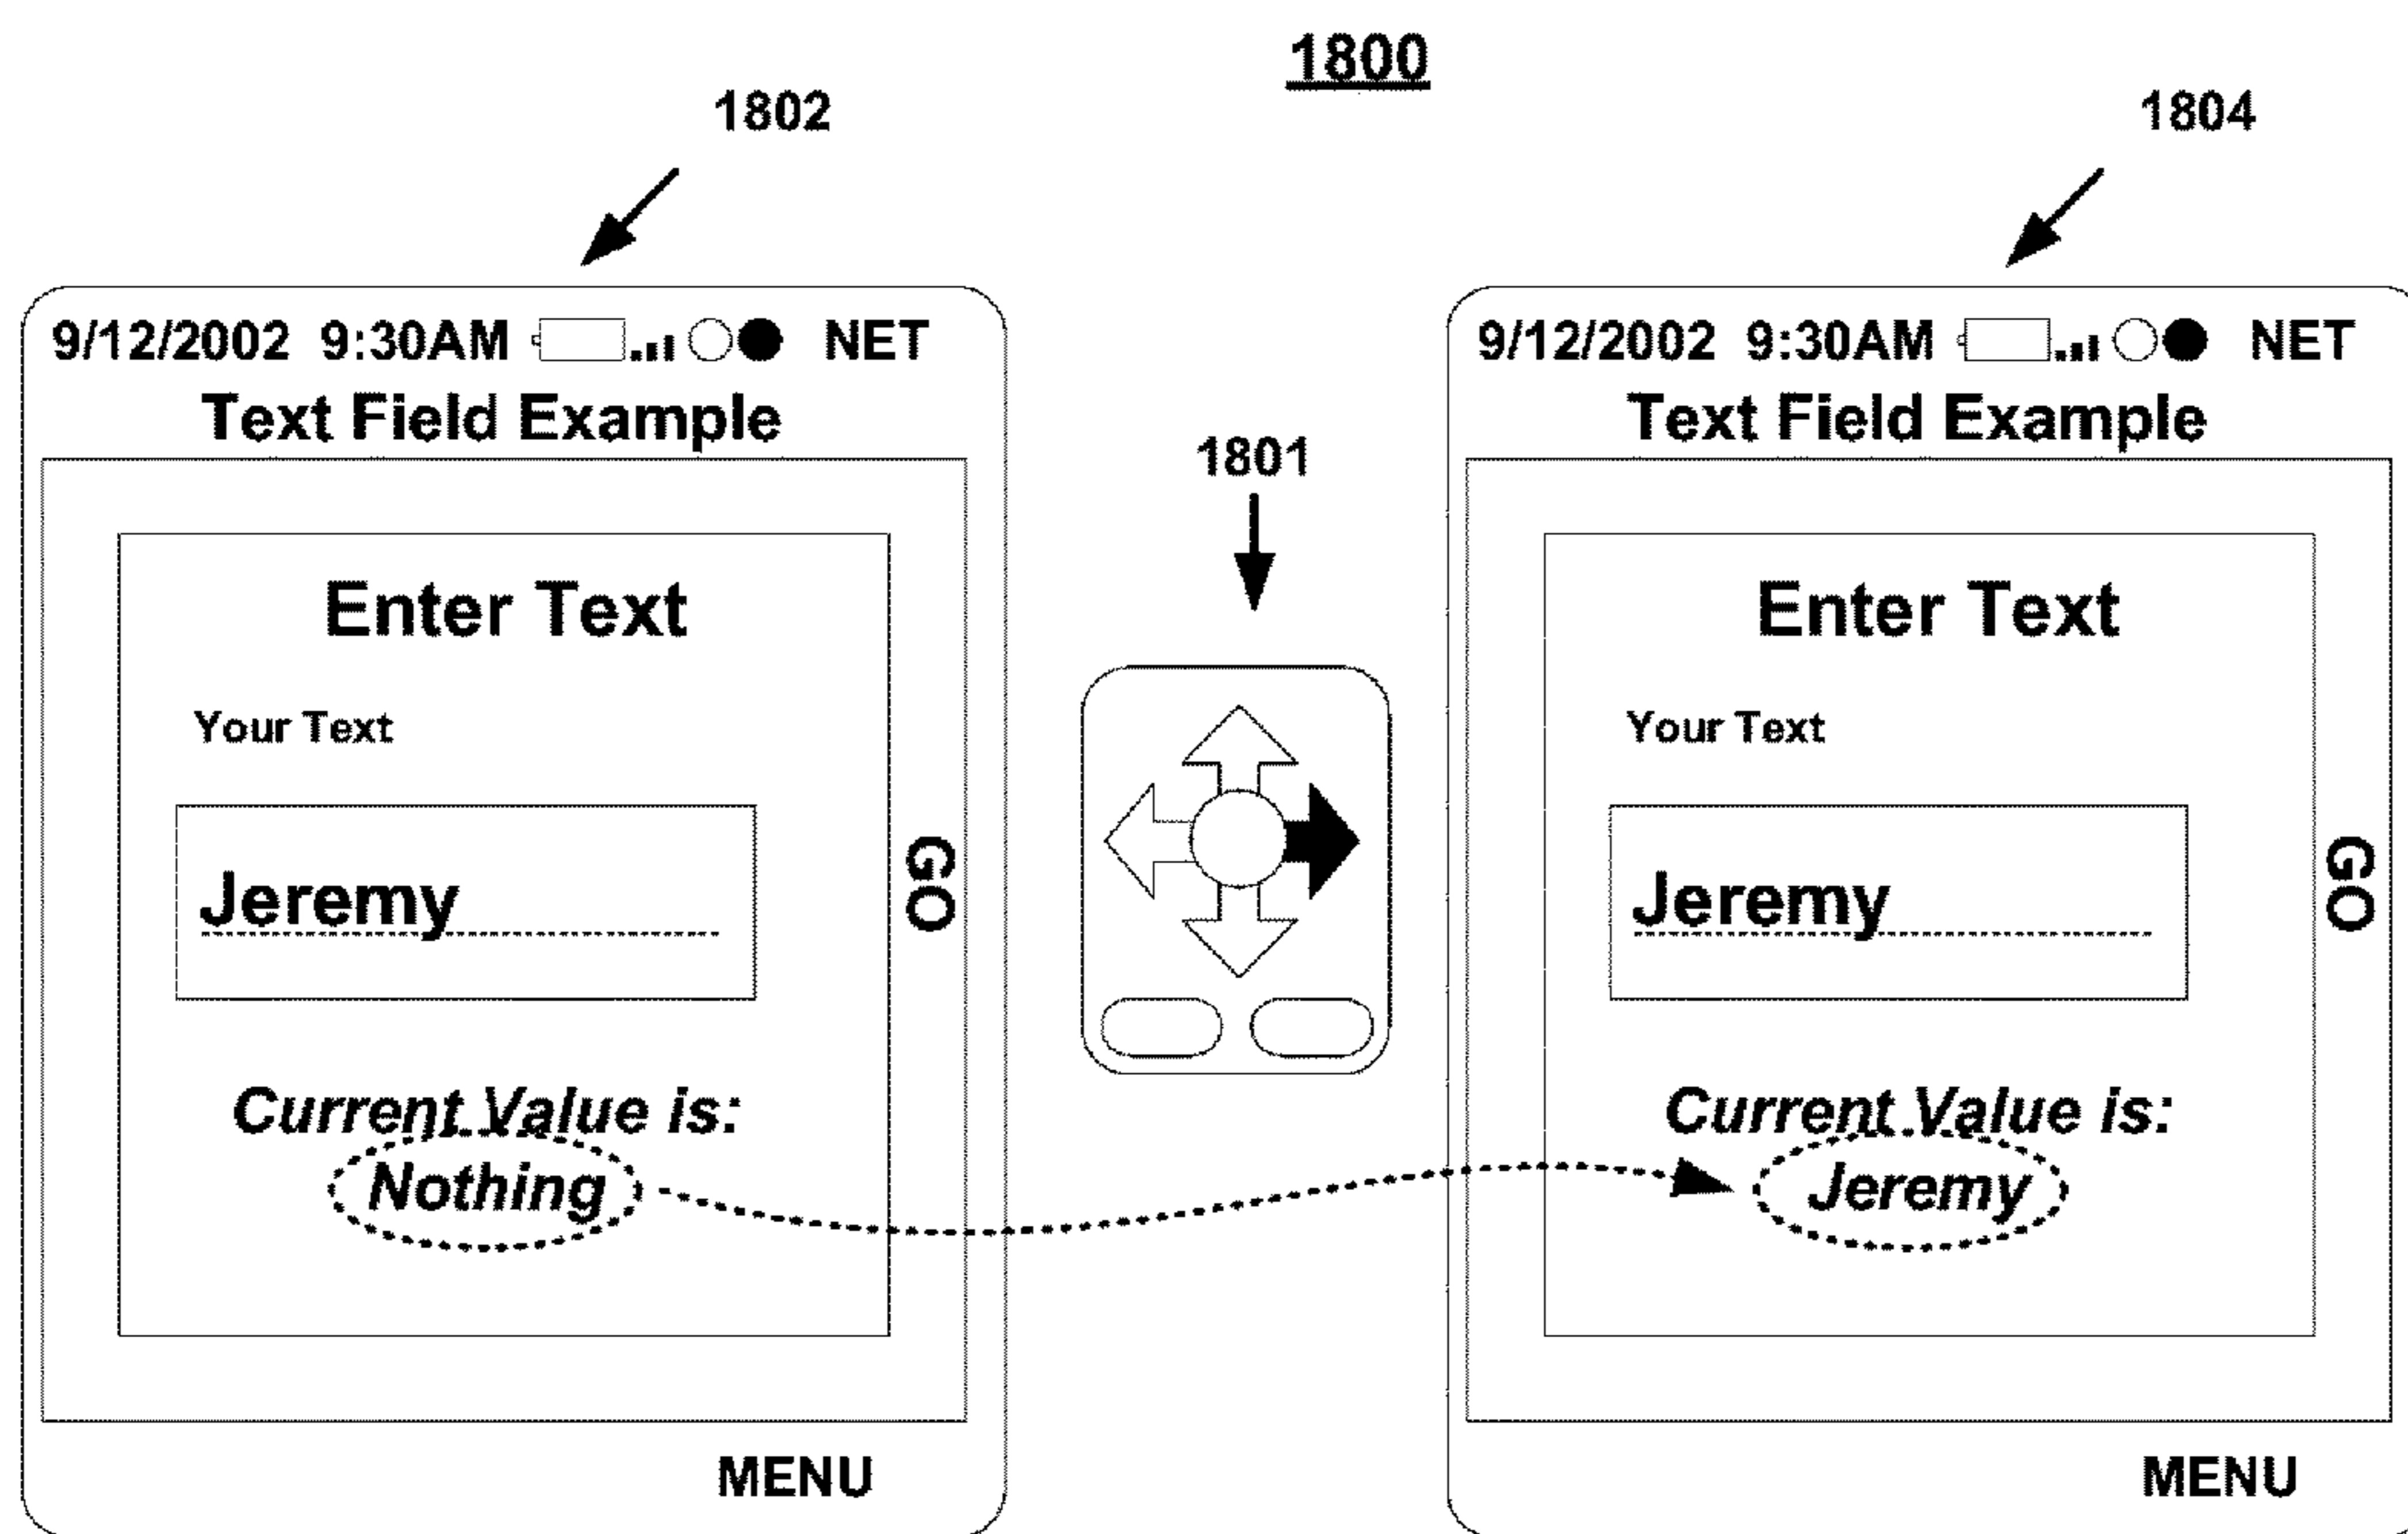 1800
1802
9/12/2002 9:30AM NET
Text Field Example
Enter Text
Your Text
Jeremy
GO
Current Value is:
Nothing
MENU
1801
1804
9/12/2002 9:30AM NET
Text Field Example
Enter Text
Your Text
Jeremy
GO
Current Value is:
Jeremy
MENU